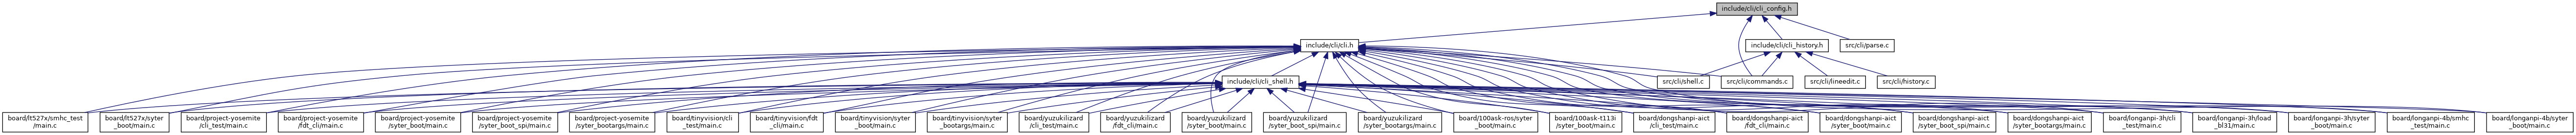 include/cli/cli_config.h
include/cli/cli.h
include/cli/cli_history.h
src/cli/parse.c
include/cli/cli_shell.h
src/cli/shell.c
src/cli/commands.c
src/cli/lineedit.c
src/cli/history.c
board/lt527x/smhc_test
/main.c
board/lt527x/syter
_boot/main.c
board/project-yosemite
/cli_test/main.c
board/project-yosemite
/fdt_cli/main.c
board/project-yosemite
/syter_boot/main.c
board/project-yosemite
/syter_boot_spi/main.c
board/project-yosemite
/syter_bootargs/main.c
board/tinyvision/cli
_test/main.c
board/tinyvision/fdt
_cli/main.c
board/tinyvision/syter
_boot/main.c
board/tinyvision/syter
_bootargs/main.c
board/yuzukilizard
/cli_test/main.c
board/yuzukilizard
/fdt_cli/main.c
board/yuzukilizard
/syter_boot/main.c
board/yuzukilizard
/syter_boot_spi/main.c
board/yuzukilizard
/syter_bootargs/main.c
board/100ask-ros/syter
_boot/main.c
board/100ask-t113i
/syter_boot/main.c
board/dongshanpi-aict
/cli_test/main.c
board/dongshanpi-aict
/fdt_cli/main.c
board/dongshanpi-aict
/syter_boot/main.c
board/dongshanpi-aict
/syter_boot_spi/main.c
board/dongshanpi-aict
/syter_bootargs/main.c
board/longanpi-3h/cli
_test/main.c
board/longanpi-3h/load
_bl31/main.c
board/longanpi-3h/syter
_boot/main.c
board/longanpi-4b/smhc
_test/main.c
board/longanpi-4b/syter
_boot/main.c